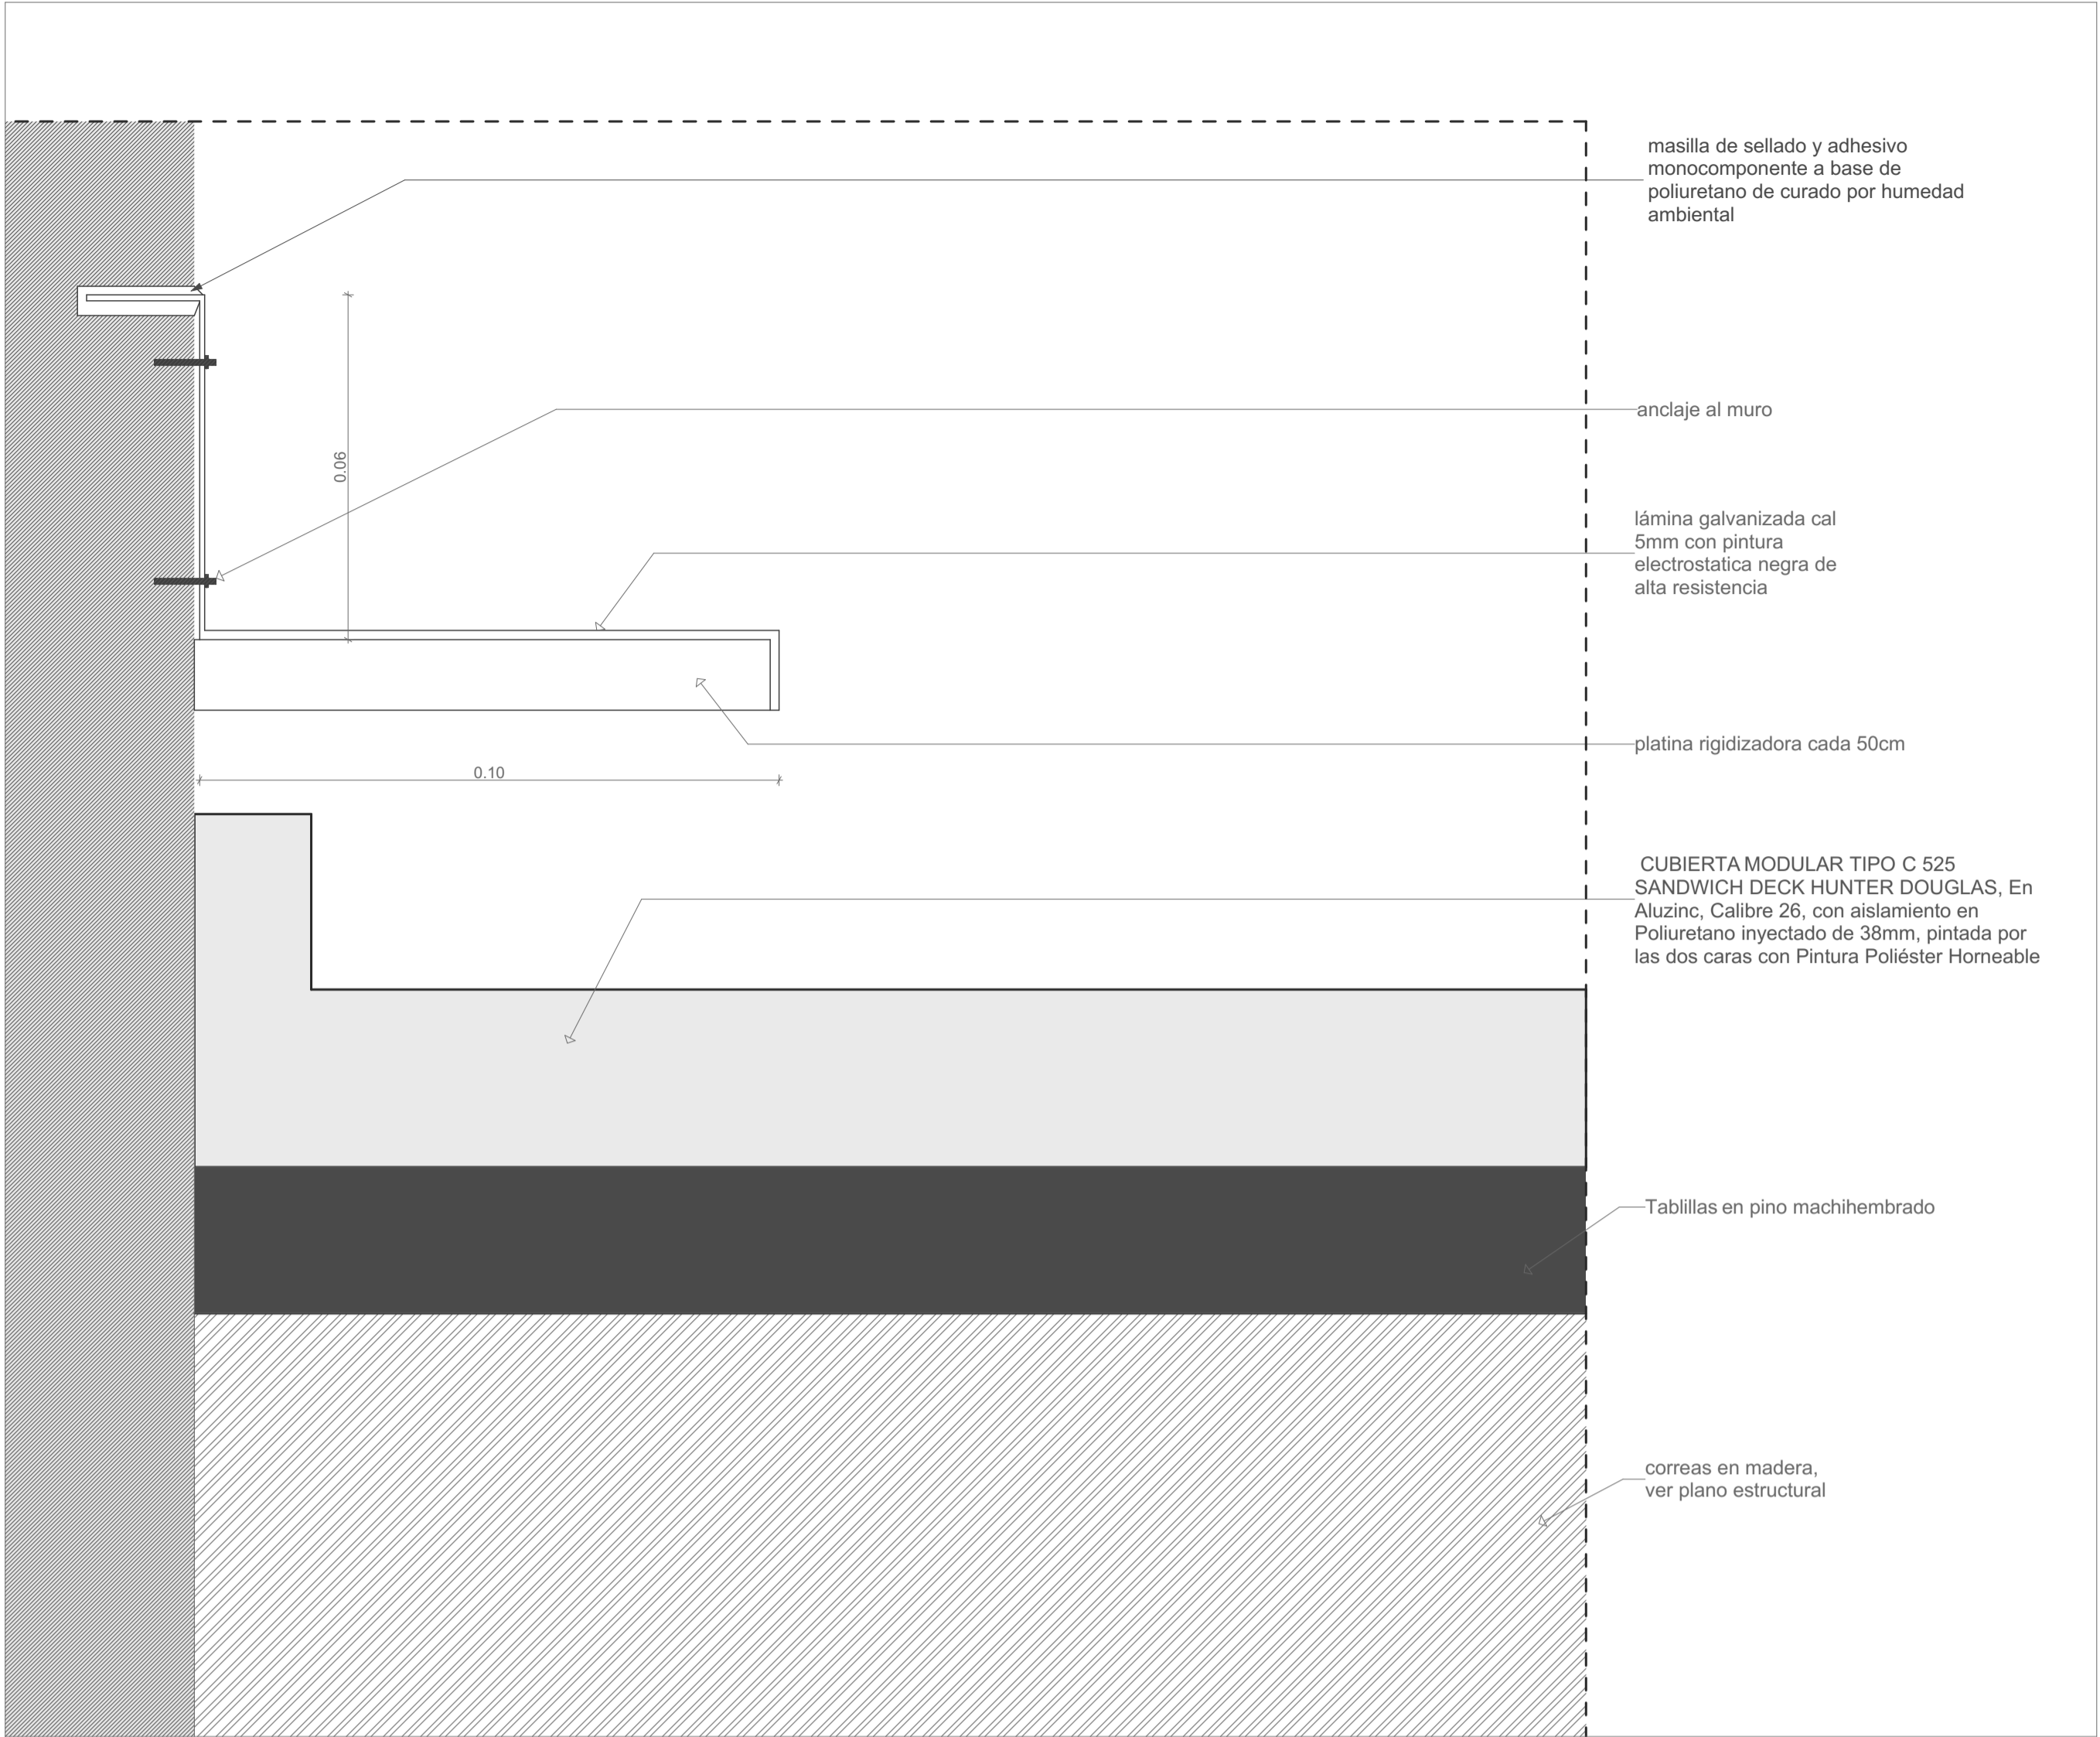 masilla de sellado y adhesivo
monocomponente a base de
poliuretano de curado por humedad
ambiental
anclaje al muro
0.06
lámina galvanizada cal
5mm con pintura
electrostatica negra de
alta resistencia
platina rigidizadora cada 50cm
0.10
CUBIERTA MODULAR TIPO C 525
SANDWICH DECK HUNTER DOUGLAS, En
Aluzinc, Calibre 26, con aislamiento en
Poliuretano inyectado de 38mm, pintada por
las dos caras con Pintura Poliéster Horneable
Tablillas en pino machihembrado
correas en madera,
ver plano estructural